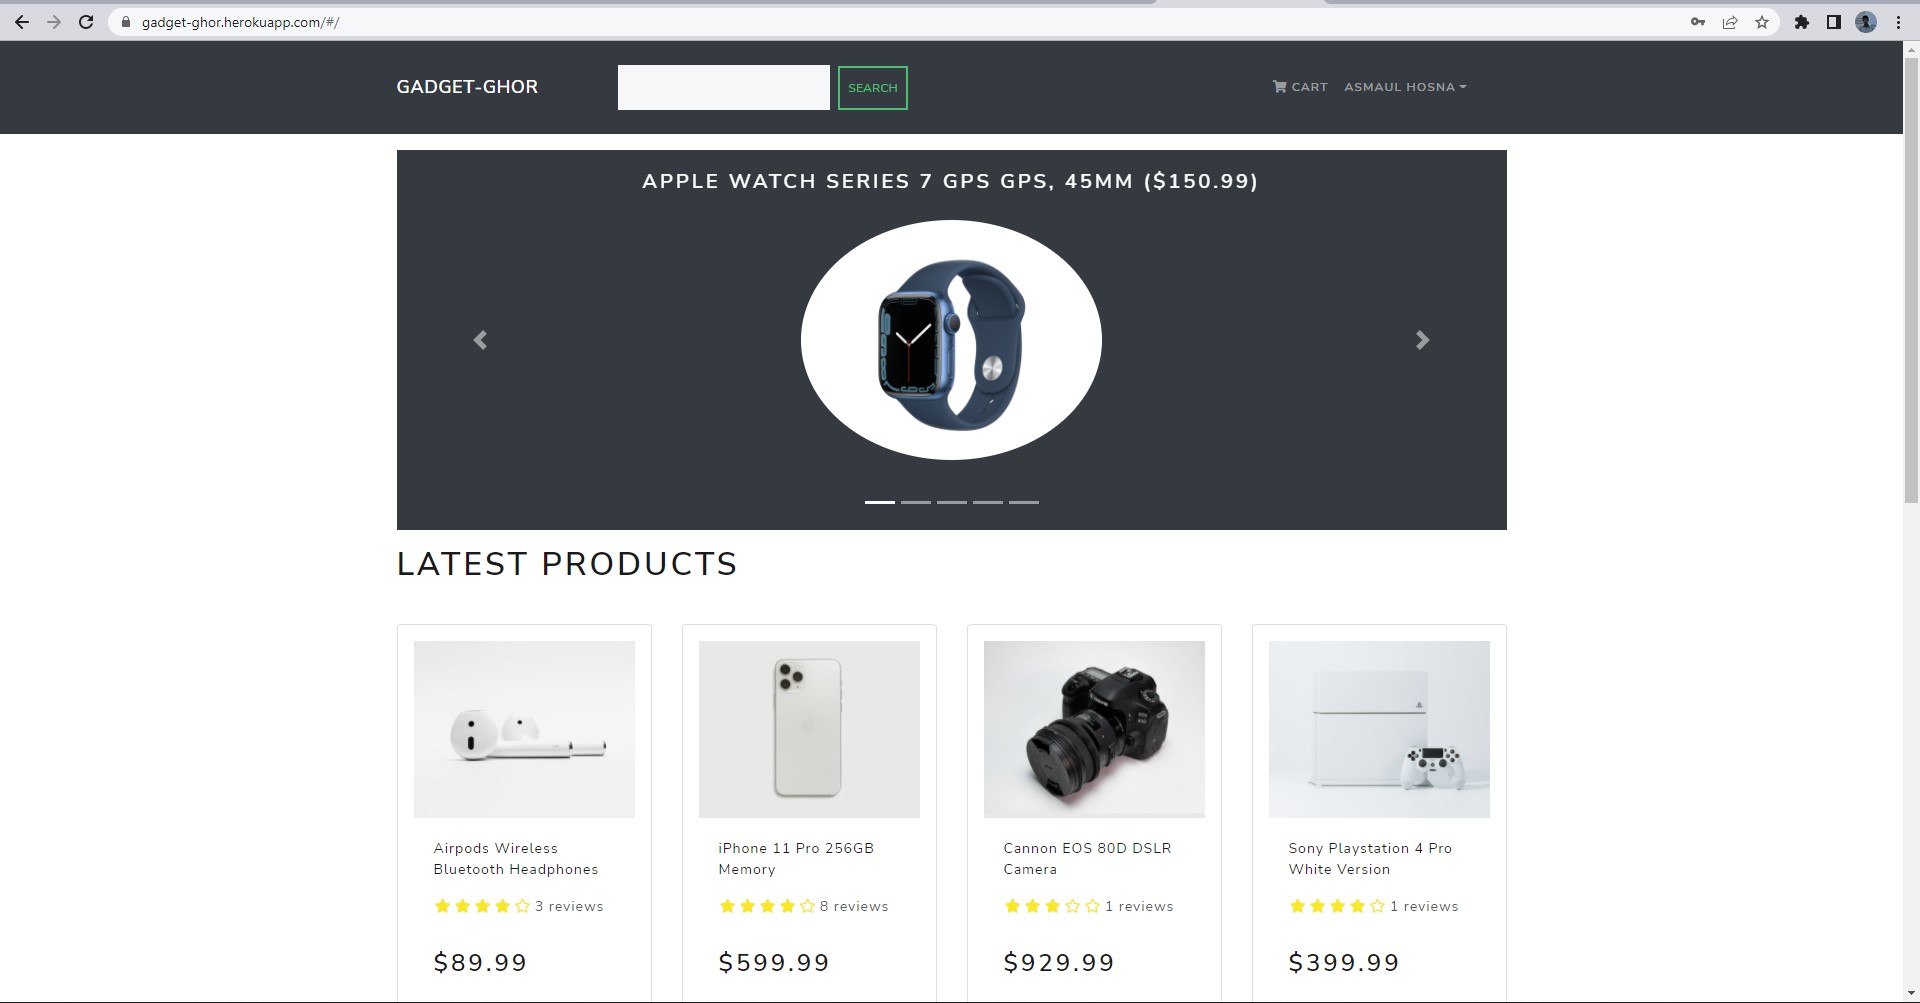 gadget-ghor.herokuapp.com/#/
GADGET-GHOR
SEARCH
CART
ASMAUL HOSNA
APPLE WATCH SERIES 7 GPS GPS, 45MM ($150.99)
LATEST PRODUCTS
Airpods Wireless
Bluetooth Headphones
3 reviews
$89.99
iPhone 11 Pro 256GB
Memory
8 reviews
$599.99
Canon
EOS
80D
Cannon EOS 80D DSLR
Camera
1 reviews
$929.99
Sony Playstation 4 Pro
White Version
1 reviews
$399.99